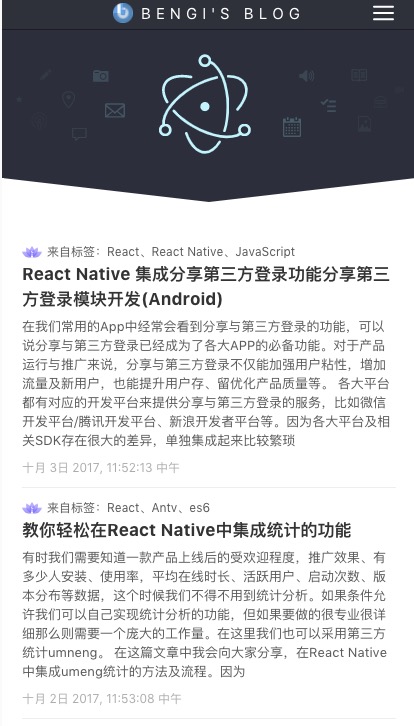 BENGI'S BLOG
来自标签：React、React Native、JavaScript
React Native 集成分享第三方登录功能分享第三
方登录模块开发(Android)
在我们常用的App中经常会看到分享与第三方登录的功能，可以
说分享与第三方登录已经成为了各大APP的必备功能。对于产品
运行与推广来说，分享与第三方登录不仅能加强用户粘性，增加
流量及新用户，也能提升用户存、留优化产品质量等。 各大平台
都有对应的开发平台来提供分享与第三方登录的服务，比如微信
开发平台/腾讯开发平台、新浪开发者平台等。因为各大平台及相
关SDK存在很大的差异，单独集成起来比较繁琐
十月 3日 2017, 11:52:13 中午
来自标签：React、Antv、es6
教你轻松在React Native中集成统计的功能
有时我们需要知道一款产品上线后的受欢迎程度，推广效果、有
多少人安装、使用率，平均在线时长、活跃用户、启动次数、版
本分布等数据，这个时候我们不得不用到统计分析。如果条件允
许我们可以自己实现统计分析的功能，但如果要做的很专业很详
细那么则需要一个庞大的工作量。在这里我们也可以采用第三方
统计umneng。 在这篇文章中我会向大家分享，在React Native
中集成umeng统计的方法及流程。因为
十月 2日 2017, 11:53:08 中午